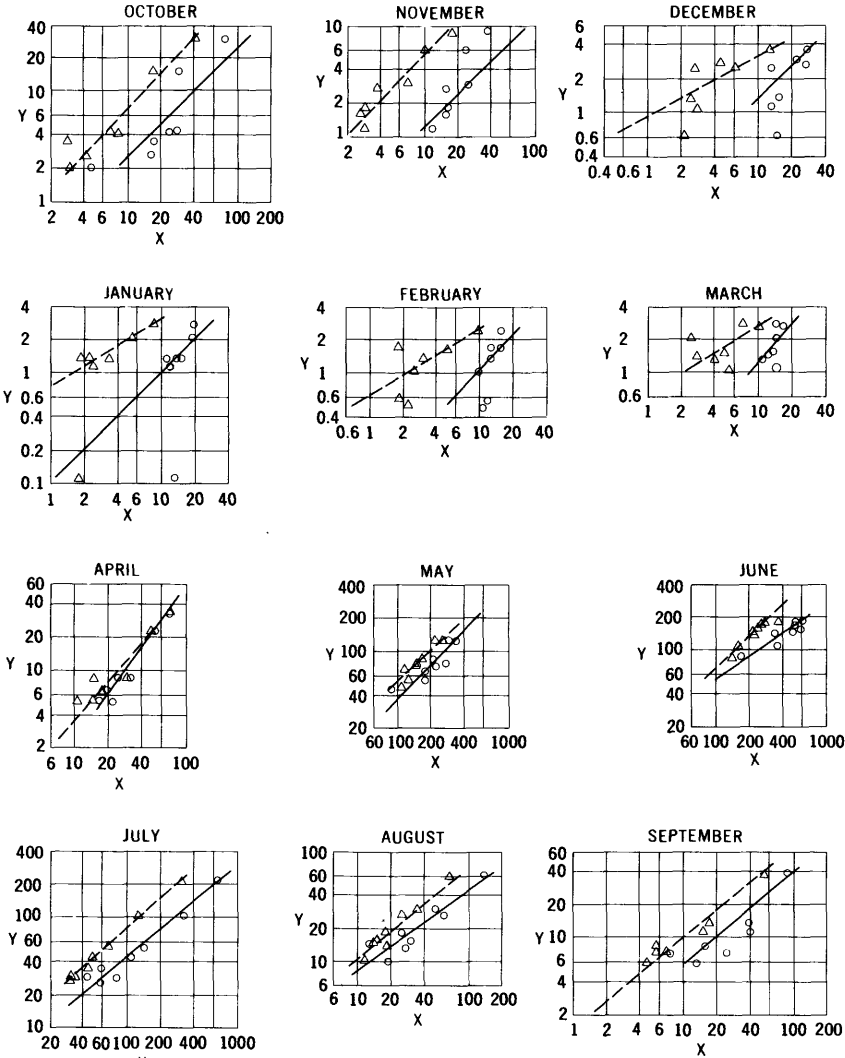 OCTOBER
40
20
10
Y 6
4
2
1
2 4 6 10 20 40 100 200
X
NOVEMBER
10
6
4
Y
2
1
2 4 6 10 20 40 100
X
DECEMBER
6
4
2
Y
1
0.6
0.4
0.4 0.6 1 2 4 6 10 20 40
X
JANUARY
4
2
1
Y 0.6
0.4
0.2
0.1
1 2 4 6 10 20 40
X
FEBRUARY
4
2
Y
1
0.6
0.4
0.6 1 2 4 6 10 20 40
X
MARCH
4
2
Y
1
0.6
1 2 4 6 10 20 40
X
APRIL
60
40
20
Y
10
6
4
2
6 10 20 40 100
X
MAY
400
200
100
Y
60
40
20
60 100 200 400 1000
X
JUNE
400
200
Y
100
60
40
20
60 100 200 400 1000
X
JULY
400
200
100
Y
60
40
20
10
20 40 60 100 200 400 1000
AUGUST
100
60
40
Y
20
10
6
6 10 20 40 100 200
X
SEPTEMBER
60
40
20
Y 10
6
4
2
1 2 4 6 10 20 40 100 200
X